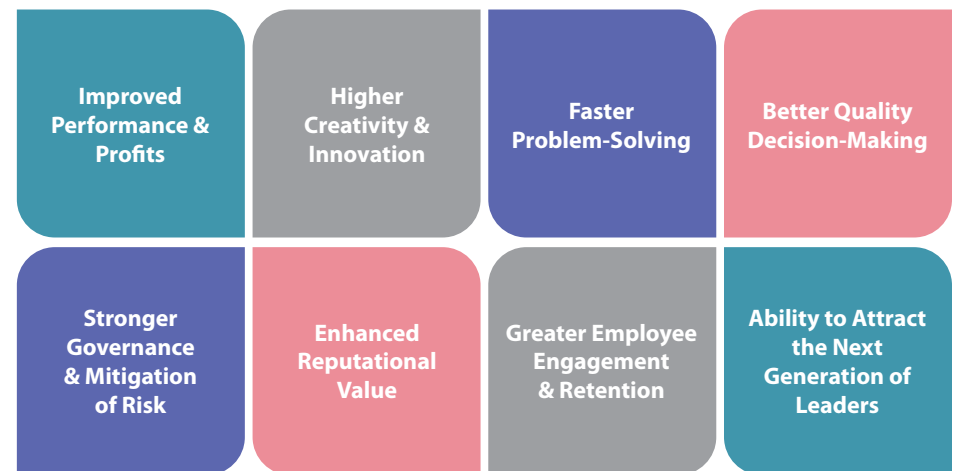 Improved
Performance &
Profits
Higher
Creativity &
Innovation
Faster
Problem-Solving
Better Quality
Decision-Making
Stronger
Governance
& Mitigation
of Risk
Enhanced
Reputational
Value
Greater Employee
Engagement
& Retention
Ability to Attract
the Next
Generation of
Leaders